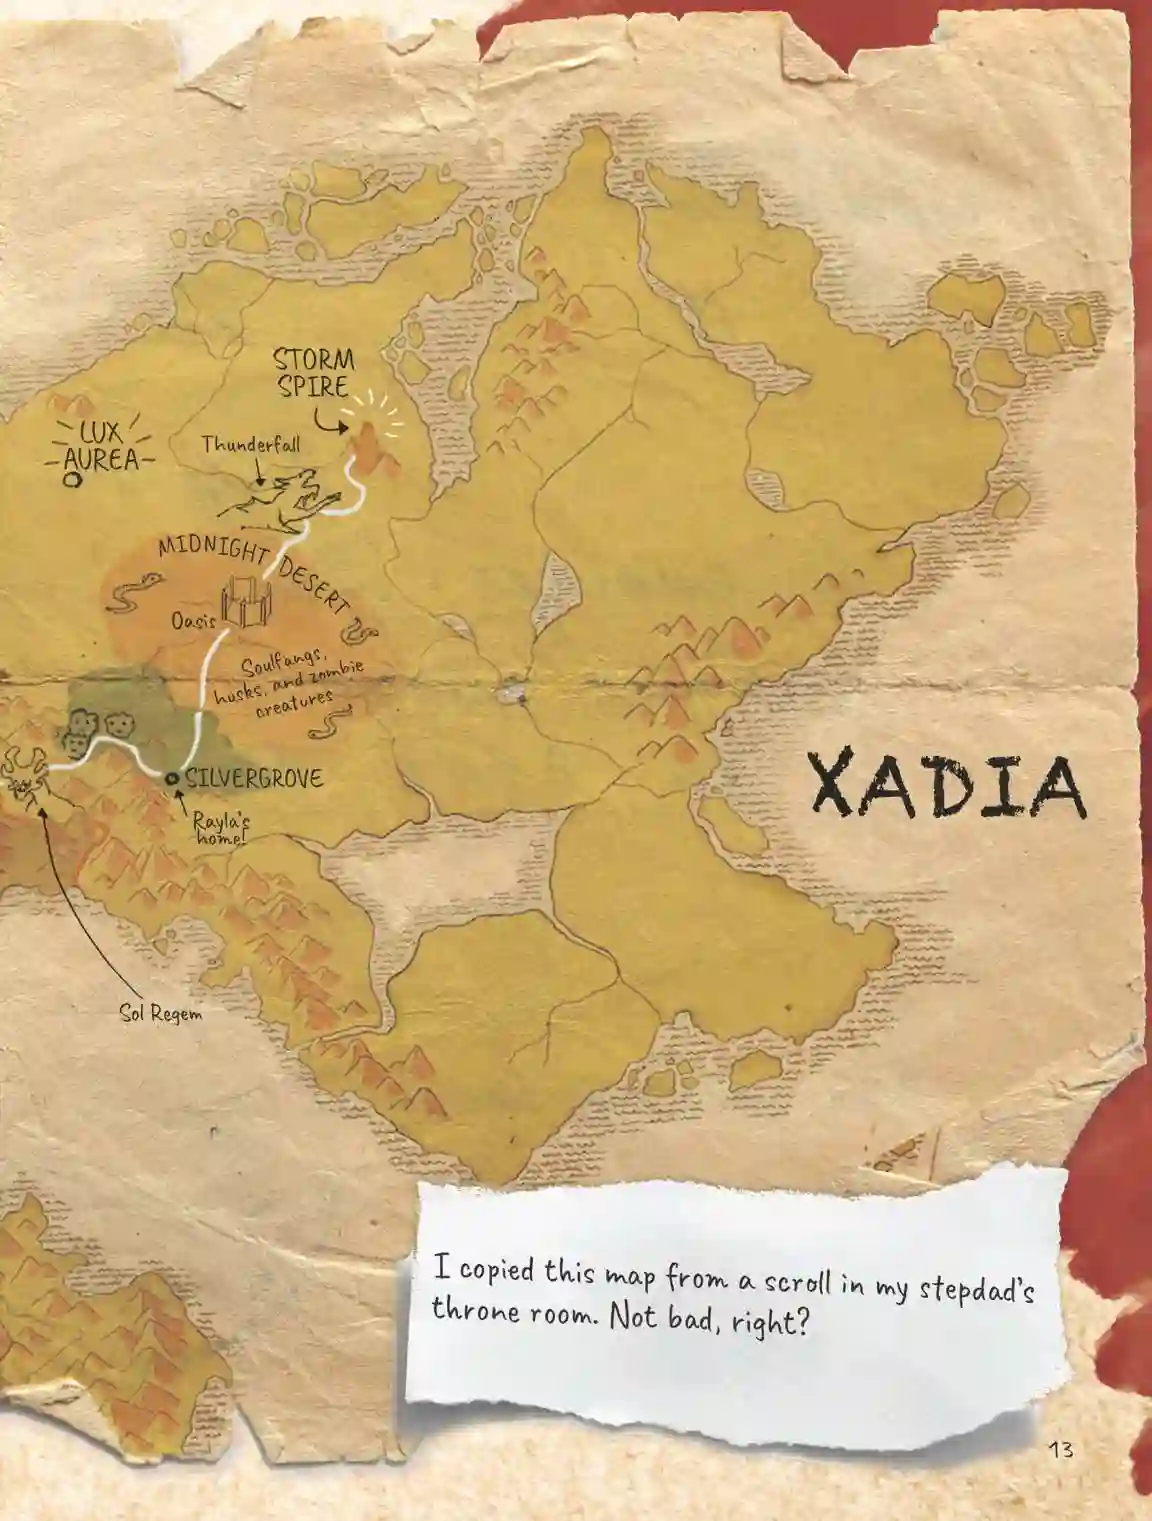 STORM
SPIRE
LUX
AUREA
Thunderfall
MIDNIGHT DESERT
Oasis
Soulfangs,
husks, and zombie
creatures
SILVERGROVE
Rayla's
home!
XADIA
Sol Regem
I copied this map from a scroll in my stepdad's
throne room. Not bad, right?
13